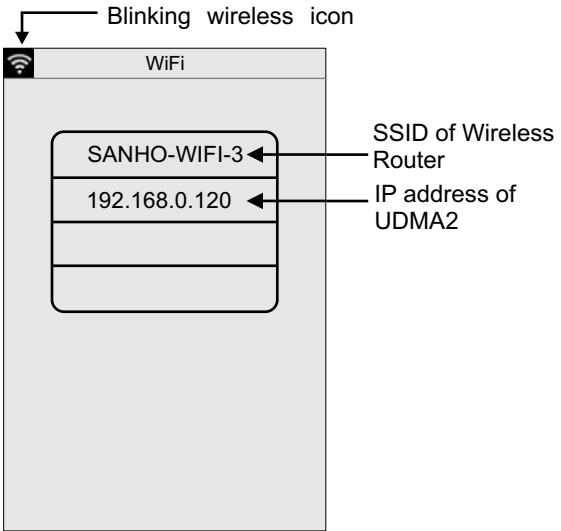 Blinking wireless icon
WiFi
SANHO-WIFI-3
SSID of Wireless
Router
192.168.0.120
IP address of
UDMA2